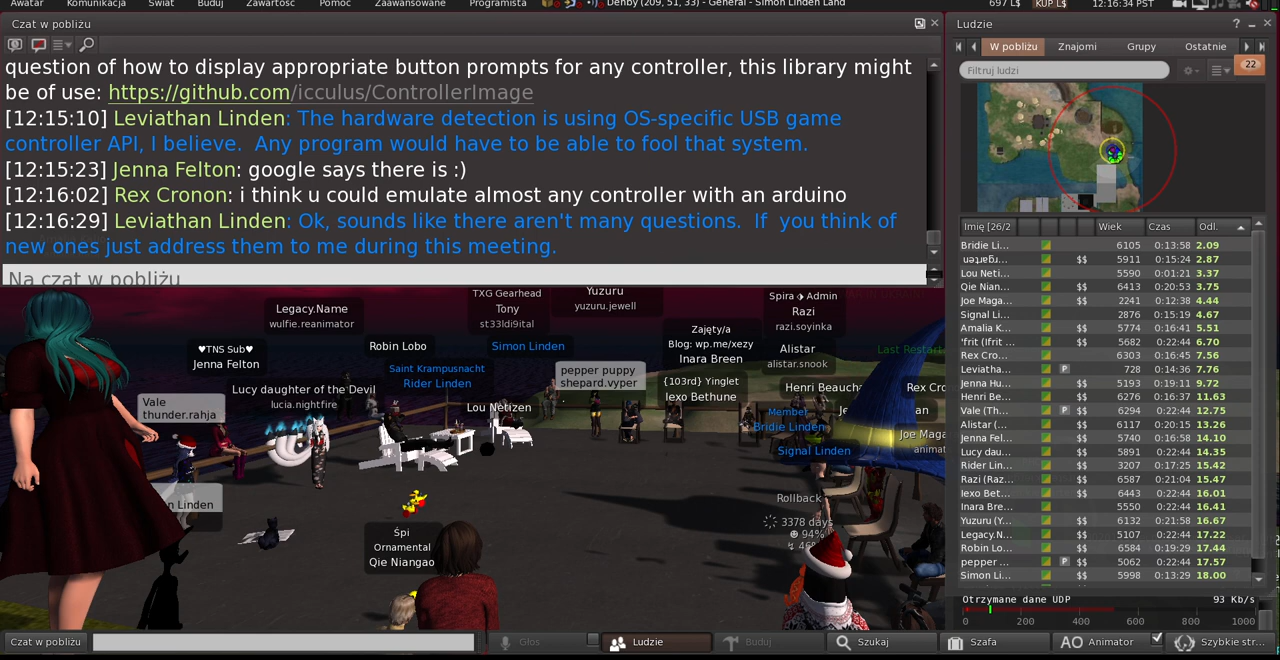 Awatar Komunikacja Świat Buduj Zawartość Pomoc Zaawansowane Programista Denby (209, 51, 33) - General - Simon Linden Land 697 L$ KUP L$ 12:16:34 PST
Czat w pobliżu
question of how to display appropriate button prompts for any controller, this library might
be of use: https://github.com/icculus/ControllerImage
[12:15:10] Leviathan Linden: The hardware detection is using OS-specific USB game
controller API, I believe.  Any program would have to be able to fool that system.
[12:15:23] Jenna Felton: google says there is :)
[12:16:02] Rex Cronon: i think u could emulate almost any controller with an arduino
[12:16:29] Leviathan Linden: Ok, sounds like there aren't many questions.  If  you think of
new ones just address them to me during this meeting.
Na czat w pobliżu
Legacy.Name
wulfie.reanimator
TXG Gearhead
Tony
st33ldi9ital
Yuzuru
yuzuru.jewell
Spira ⬗ Admin
Razi
razi.soyinka
♥TNS Sub♥
Jenna Felton
Robin Lobo
Simon Linden
Zajęty/a
Blog: wp.me/xezy
Inara Breen
Alistar
alistar.snook
Last Restart
Saint Krampusnacht
Rider Linden
pepper puppy
shepard.vyper
{103rd} Yinglet
Iexo Bethune
Henri Beauch
Rex Cro
Lucy daughter of the Devil
lucia.nightfire
Vale
thunder.rahja
Lou Netizen
Member
Bridie Linden
Je
an
Joe Maga
animat
Signal Linden
n Linden
Rollback
3378 days
94%
46%
Śpi
Ornamental
Qie Niangao
Czat w pobliżu Głos Ludzie Buduj Szukaj Szafa AO Animator Szybkie str...
Ludzie
W pobliżu Znajomi Grupy Ostatnie
Filtruj ludzi 22
Imię [26/2 Wiek Czas Odl.
Bridie Li... 6105 0:13:58 2.09
uəʇɐɓu... $$ 5911 0:15:24 2.87
Lou Neti... 5590 0:01:21 3.37
Qie Nian... $$ 6413 0:20:53 3.75
Joe Maga... $$ 2241 0:12:38 4.44
Signal Li... 2876 0:15:19 4.67
Amalia K... $$ 5774 0:16:41 5.51
'frit (Ifrit ... $$ 5682 0:22:44 6.70
Rex Cro... 6303 0:16:45 7.56
Leviatha... P 728 0:14:36 7.76
Jenna Hu... $$ 5193 0:19:11 9.72
Henri Be... $$ 6276 0:16:37 11.63
Vale (Th... P $$ 6294 0:22:44 12.75
Alistar (... $$ 6117 0:20:15 13.26
Jenna Fel... $$ 5740 0:16:58 14.10
Lucy dau... $$ 5891 0:22:44 14.35
Rider Lin... $$ 3207 0:17:25 15.42
Razi (Raz... $$ 6587 0:21:04 15.47
Iexo Bet... $$ 6443 0:22:44 16.01
Inara Bre... 5550 0:22:44 16.41
Yuzuru (Y... $$ 6132 0:21:58 16.67
Legacy.N... $$ 5107 0:22:44 17.22
Robin Lo... $$ 6584 0:19:29 17.44
pepper ... P $$ 5062 0:22:44 17.57
Simon Li... $$ 5998 0:13:29 18.00
Otrzymane dane UDP 93 Kb/s
0 200 400 600 800 1000